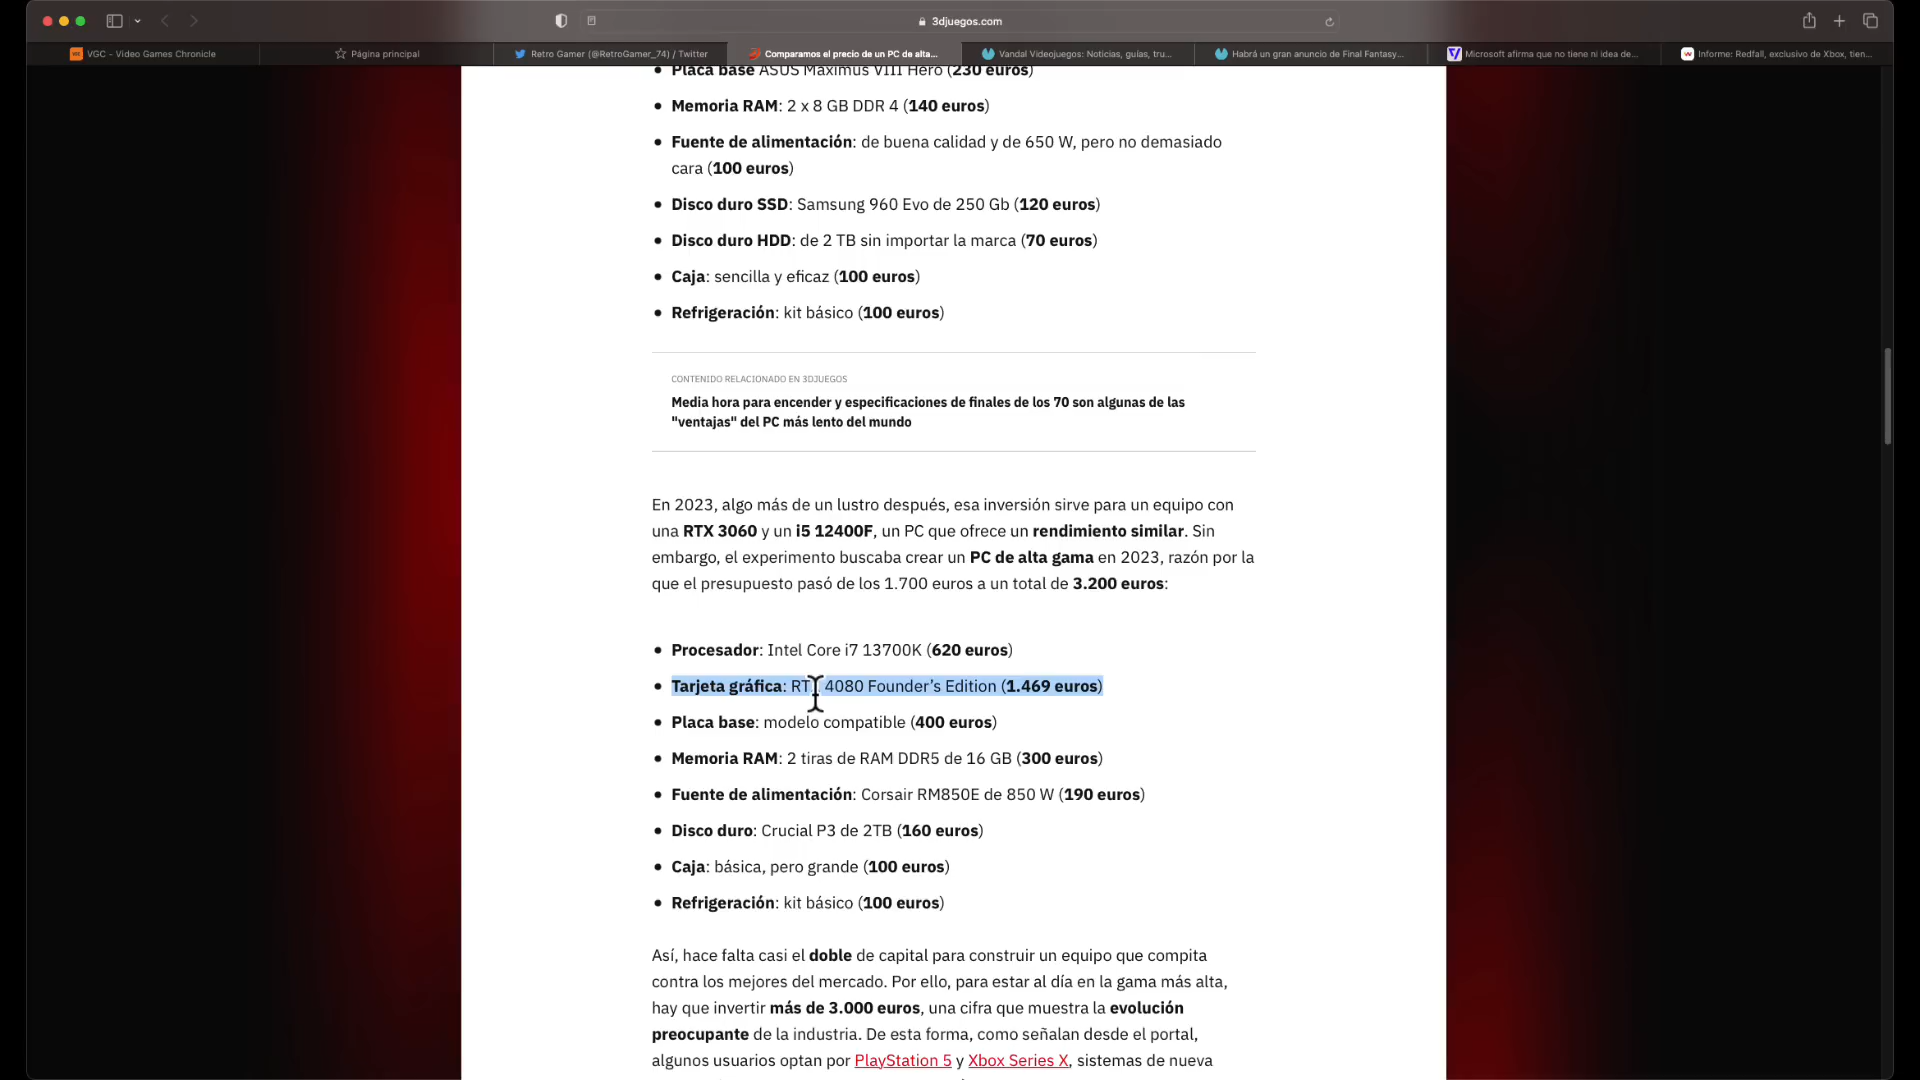 3djuegos.com
VGC - Video Games Chronicle
Página principal
Retro Gamer (@RetroGamer_74) / Twitter
Comparamos el precio de un PC de alta...
Vandal Videojuegos: Noticias, guías, tru...
Habrá un gran anuncio de Final Fantasy...
Microsoft afirma que no tiene ni idea de...
Informe: Redfall, exclusivo de Xbox, tien...
• Placa base ASUS Maximus VIII Hero (230 euros)
• Memoria RAM: 2 x 8 GB DDR 4 (140 euros)
• Fuente de alimentación: de buena calidad y de 650 W, pero no demasiado
cara (100 euros)
• Disco duro SSD: Samsung 960 Evo de 250 Gb (120 euros)
• Disco duro HDD: de 2 TB sin importar la marca (70 euros)
• Caja: sencilla y eficaz (100 euros)
• Refrigeración: kit básico (100 euros)
CONTENIDO RELACIONADO EN 3DJUEGOS
Media hora para encender y especificaciones de finales de los 70 son algunas de las
"ventajas" del PC más lento del mundo
En 2023, algo más de un lustro después, esa inversión sirve para un equipo con
una RTX 3060 y un i5 12400F, un PC que ofrece un rendimiento similar. Sin
embargo, el experimento buscaba crear un PC de alta gama en 2023, razón por la
que el presupuesto pasó de los 1.700 euros a un total de 3.200 euros:
• Procesador: Intel Core i7 13700K (620 euros)
• Tarjeta gráfica: RTX 4080 Founder’s Edition (1.469 euros)
• Placa base: modelo compatible (400 euros)
• Memoria RAM: 2 tiras de RAM DDR5 de 16 GB (300 euros)
• Fuente de alimentación: Corsair RM850E de 850 W (190 euros)
• Disco duro: Crucial P3 de 2TB (160 euros)
• Caja: básica, pero grande (100 euros)
• Refrigeración: kit básico (100 euros)
Así, hace falta casi el doble de capital para construir un equipo que compita
contra los mejores del mercado. Por ello, para estar al día en la gama más alta,
hay que invertir más de 3.000 euros, una cifra que muestra la evolución
preocupante de la industria. De esta forma, como señalan desde el portal,
algunos usuarios optan por PlayStation 5 y Xbox Series X, sistemas de nueva